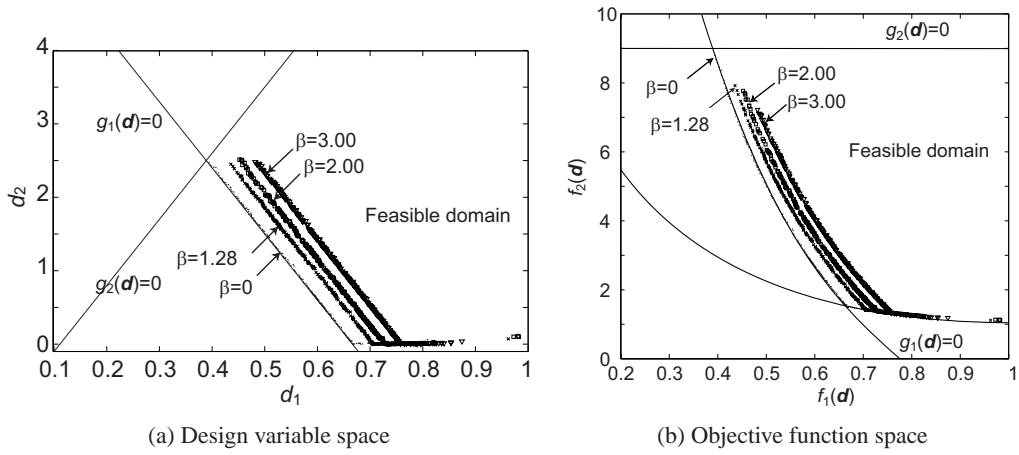 4
3
2
1
0
0.1
0.2
0.3
0.4
0.5
0.6
0.7
0.8
0.9
1
d2
d1
g1(d)=0
g2(d)=0
β=3.00
β=2.00
β=1.28
β=0
Feasible domain
(a) Design variable space
10
8
6
4
2
0
0.2
0.3
0.4
0.5
0.6
0.7
0.8
0.9
1
f2(d)
f1(d)
g2(d)=0
β=0
β=2.00
β=3.00
β=1.28
Feasible domain
g1(d)=0
(b) Objective function space